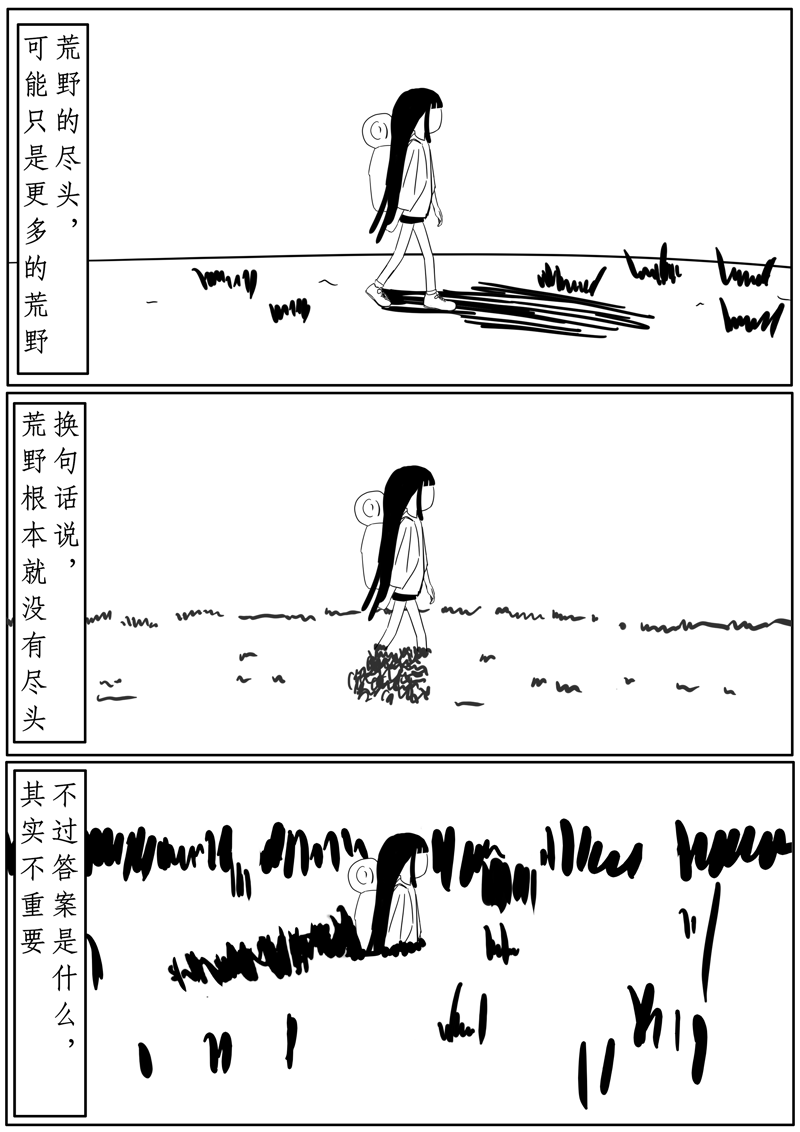 荒野的尽头，
可能只是更多的荒野
换句话说，
荒野根本就没有尽头
不过答案是什么，
其实不重要